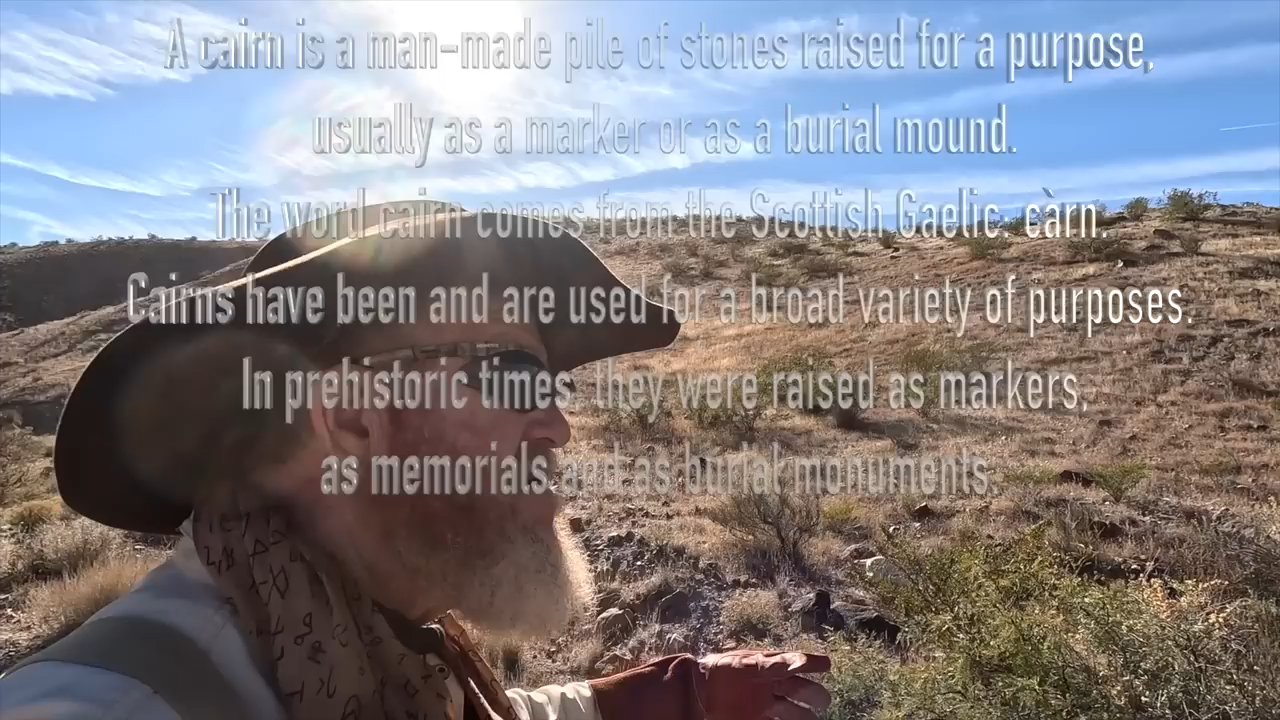 A cairn is a man-made pile of stones raised for a purpose,
usually as a marker or as a burial mound.
The word cairn comes from the Scottish Gaelic: càrn.
Cairns have been and are used for a broad variety of purposes.
In prehistoric times, they were raised as markers,
as memorials and as burial monuments.